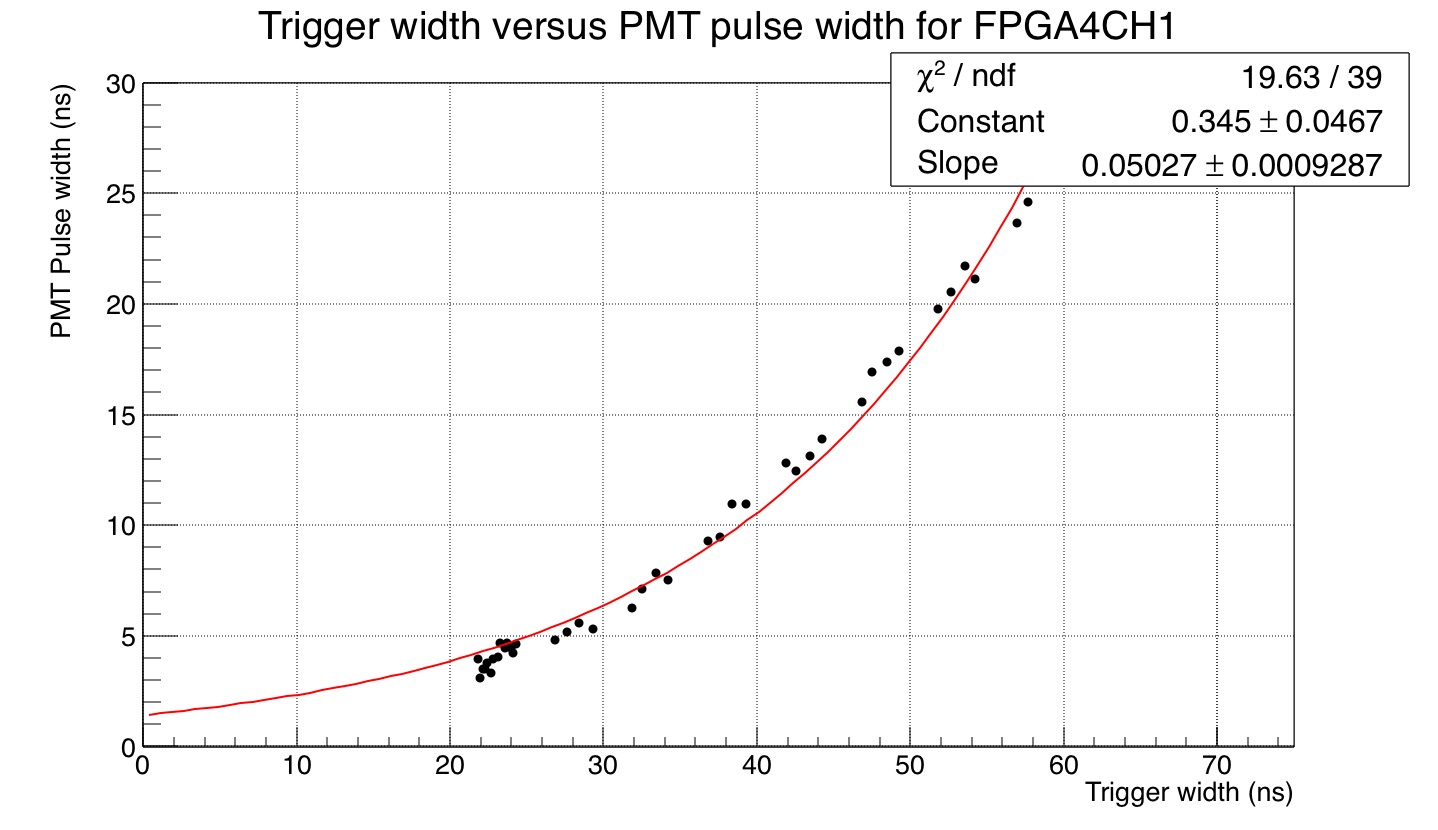 Trigger width versus PMT pulse width for FPGA4CH1
χ² / ndf 19.63 / 39
Constant 0.345 ± 0.0467
Slope 0.05027 ± 0.0009287
PMT Pulse width (ns)
30
25
20
15
10
5
0
0 10 20 30 40 50 60 70
Trigger width (ns)